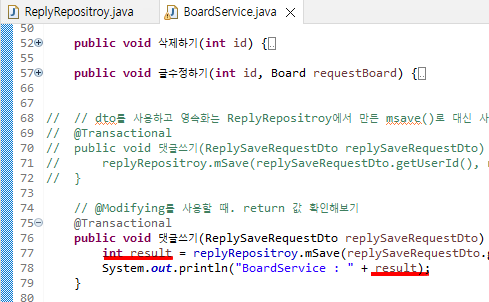 ReplyRepositroy.java BoardService.java
50
52 public void 삭제하기(int id) {
56
57 public void 글수정하기(int id, Board requestBoard) {
66
67
68 // // dto를 사용하고 영속화는 ReplyRepositroy에서 만든 msave()로 대신 사
69 // @Transactional
70 // public void 댓글쓰기(ReplySaveRequestDto replySaveRequestDto)
71 // replyRepositroy.mSave(replySaveRequestDto.getUserId(),
72 // }
73
74 // @Modifying를 사용할 때. return 값 확인해보기
75 @Transactional
76 public void 댓글쓰기(ReplySaveRequestDto replySaveRequestDto)
77 int result = replyRepositroy.mSave(replySaveRequestDto.g
78 System.out.println("BoardService : " + result);
79 }